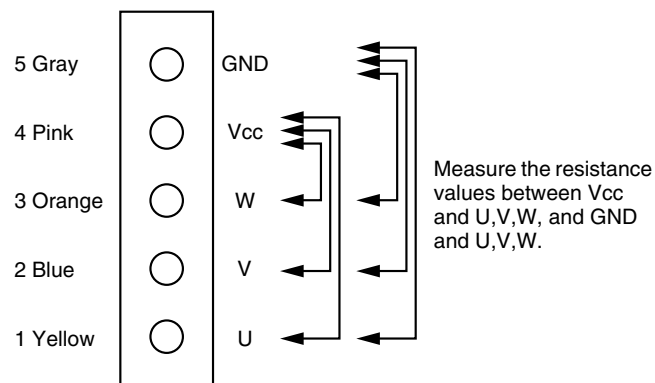 5 Gray GND
4 Pink Vcc
3 Orange W
2 Blue V
1 Yellow U
Measure the resistance
values between Vcc
and U,V,W, and GND
and U,V,W.